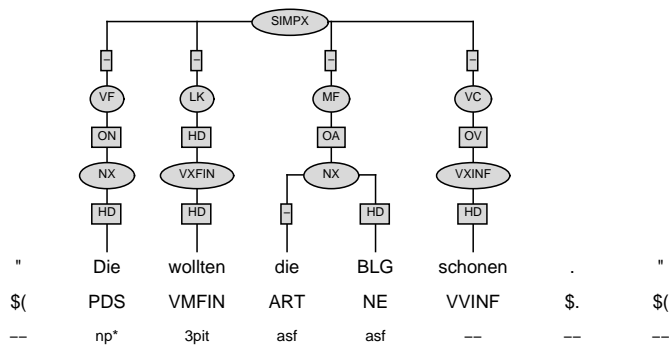 SIMPX
– – – –
VF LK MF VC
ON HD OA OV
NX VXFIN NX VXINF
HD HD – HD HD
" Die wollten die BLG schonen . "
$( PDS VMFIN ART NE VVINF $. $(
–– np* 3pit asf asf –– –– ––